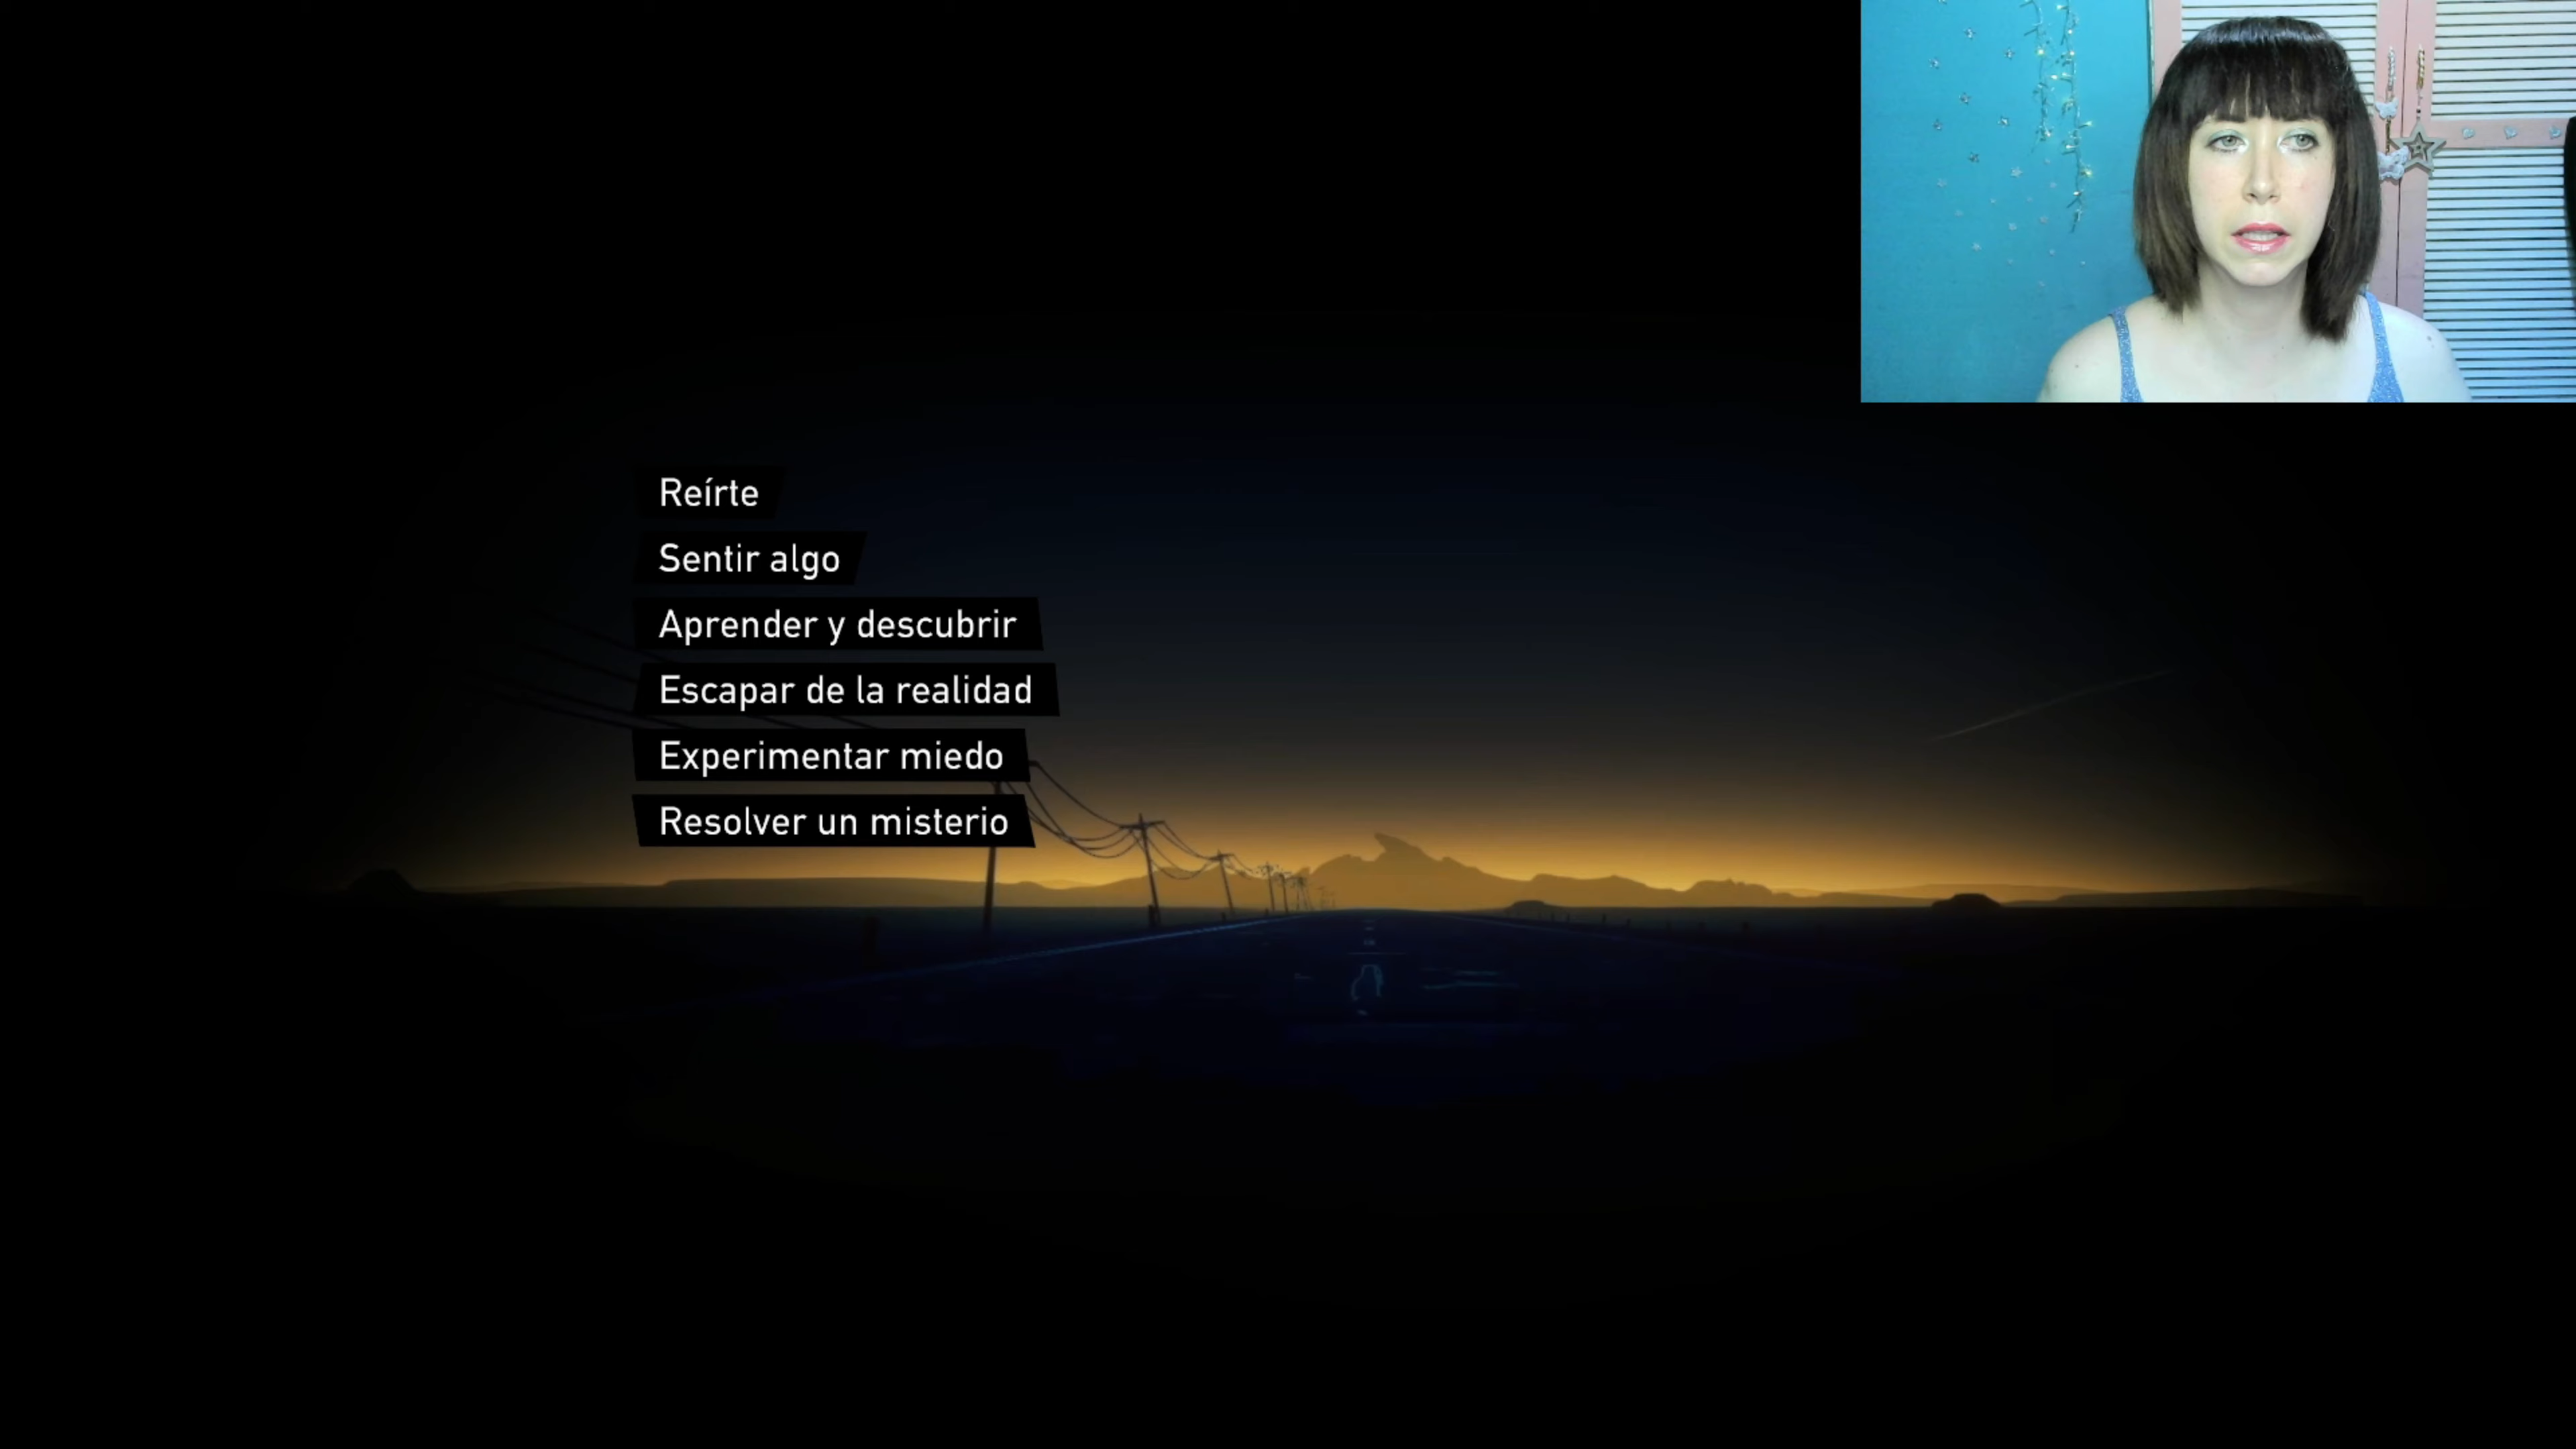 Reírte
Sentir algo
Aprender y descubrir
Escapar de la realidad
Experimentar miedo
Resolver un misterio